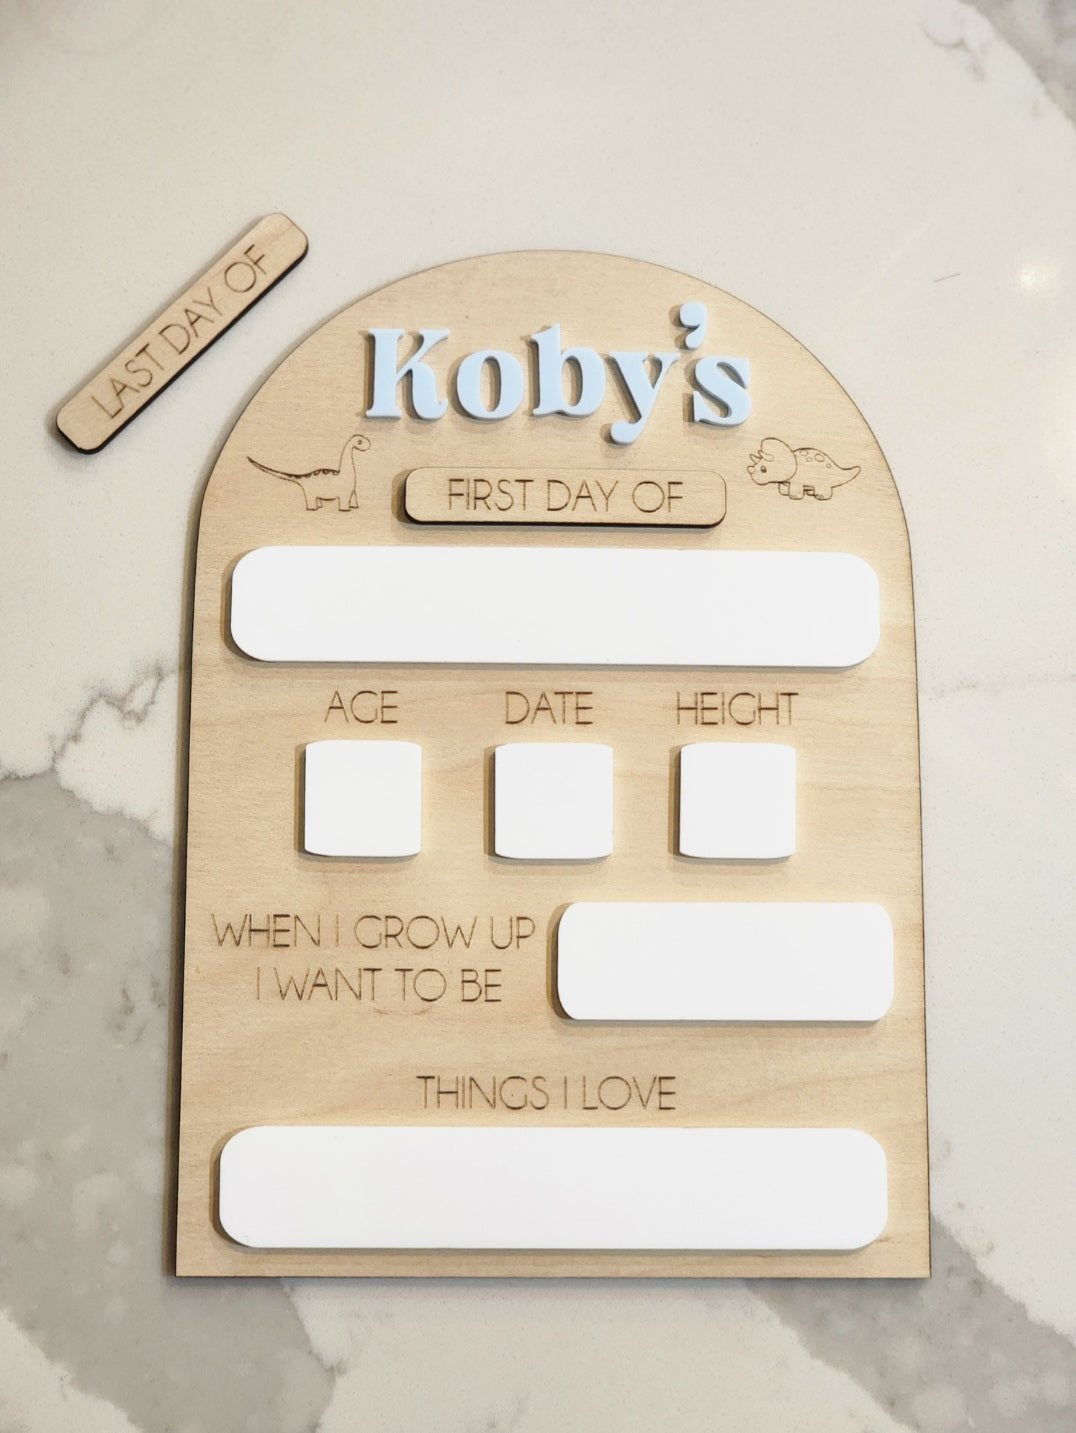 LAST DAY OF
Koby's
FIRST DAY OF
AGE DATE HEIGHT
WHEN I GROW UP
I WANT TO BE
THINGS I LOVE